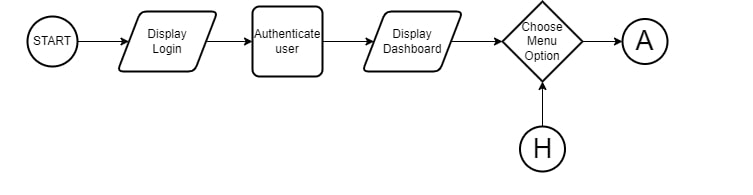 START
Display
Login
Authenticate
user
Display
Dashboard
Choose
Menu
Option
A
H